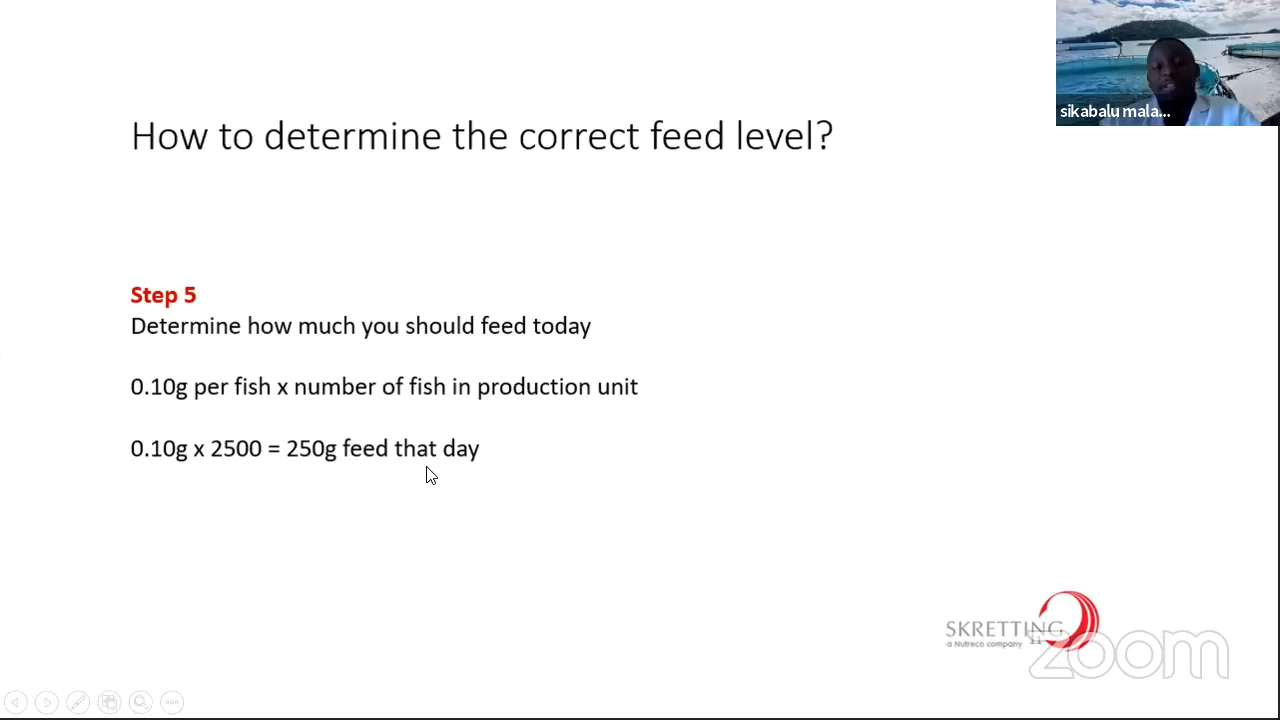 sikabalu mala...
How to determine the correct feed level?
Step 5
Determine how much you should feed today
0.10g per fish x number of fish in production unit
0.10g x 2500 = 250g feed that day
SKRETTING
a Nutreco company
11
zoom